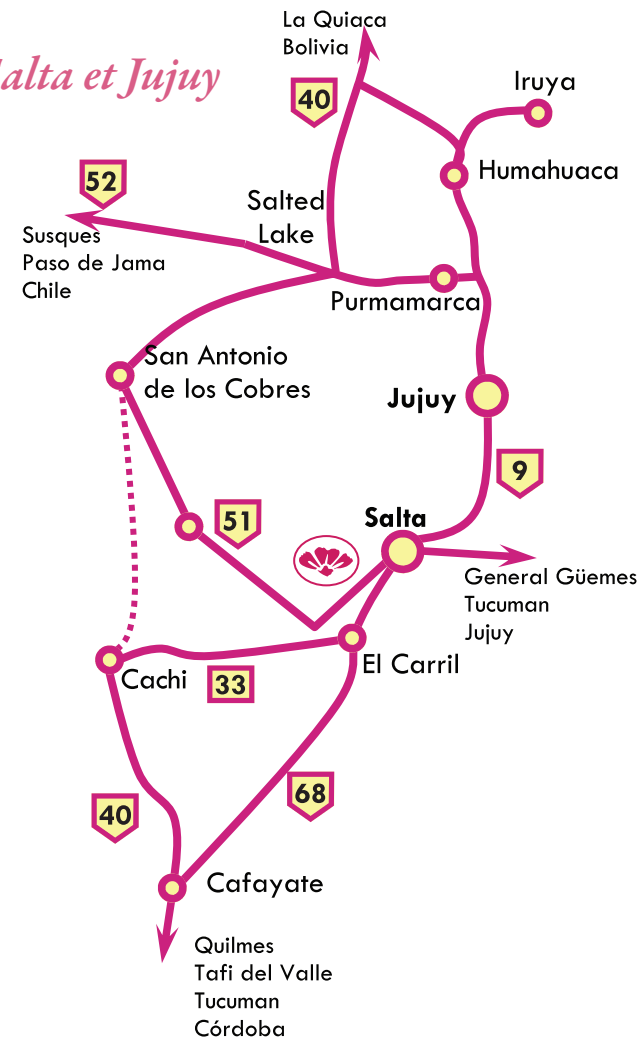 La Quiaca
Bolivia
alta et Jujuy
40
Iruya
52
Humahuaca
Salted
Lake
Susques
Paso de Jama
Chile
Purmamarca
San Antonio
de los Cobres
Jujuy
9
51
Salta
General Güemes
Tucuman
Jujuy
El Carril
Cachi
33
40
68
Cafayate
Quilmes
Tafi del Valle
Tucuman
Córdoba